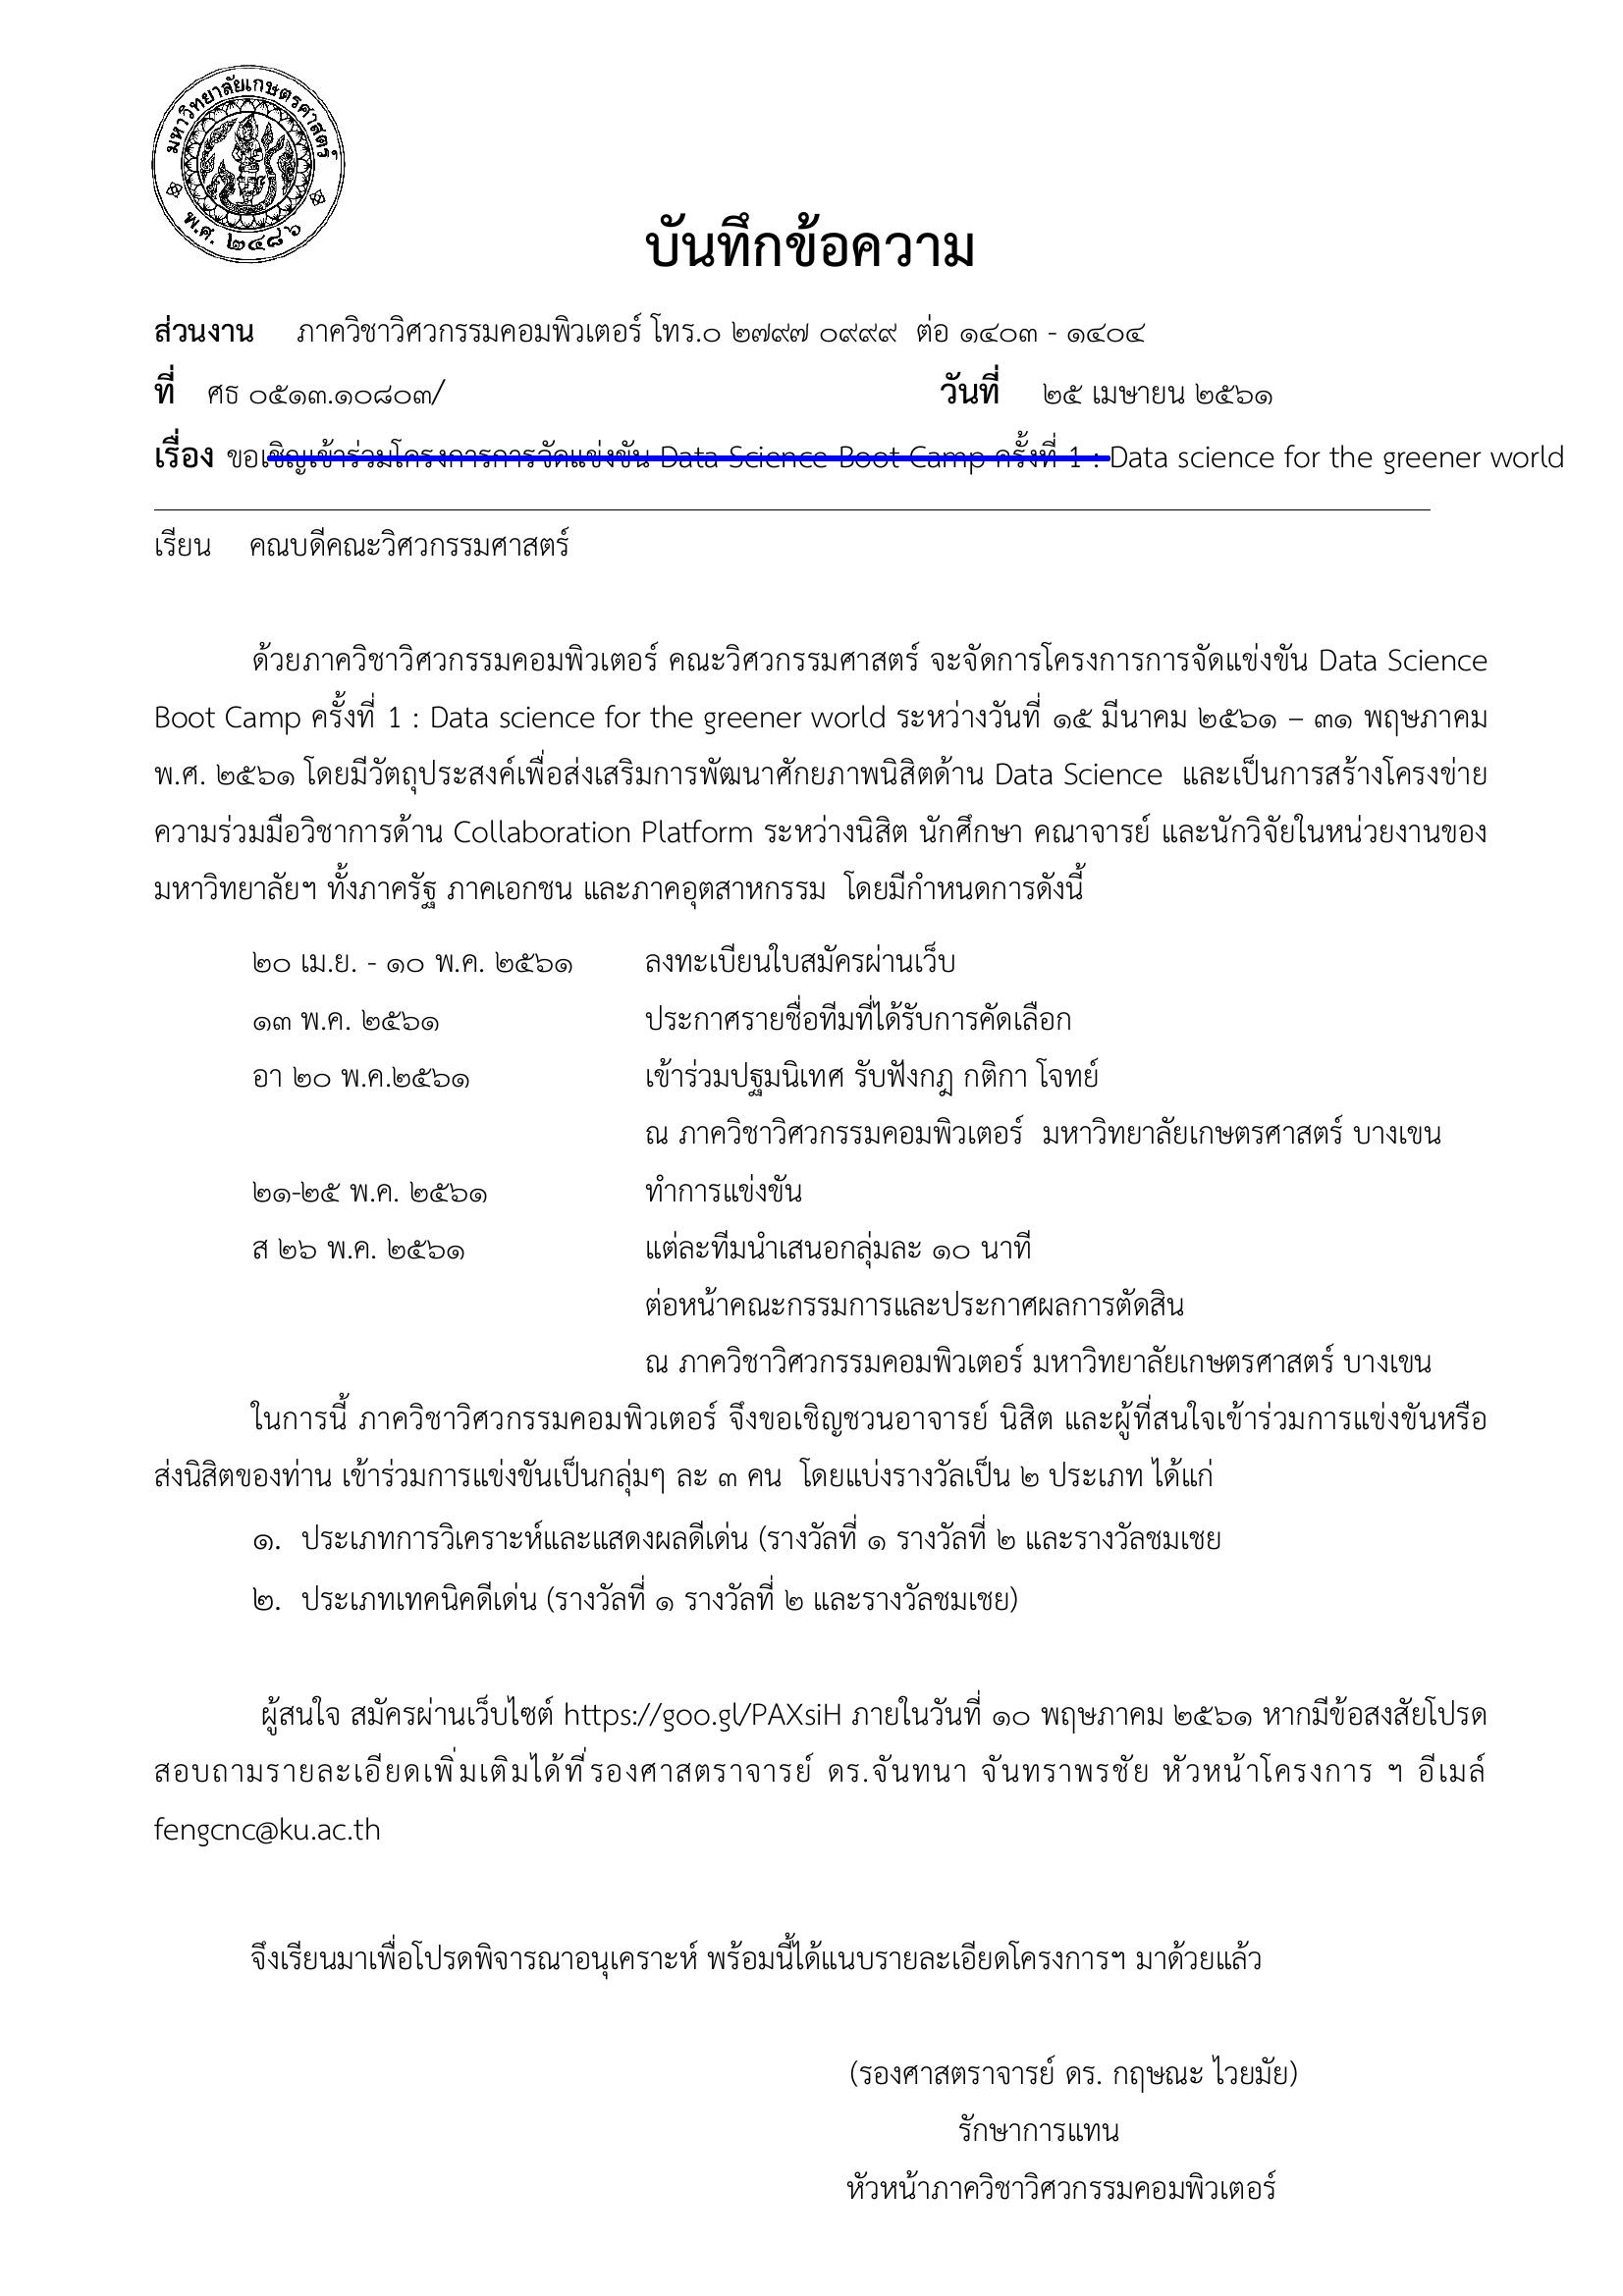 มหาวิทยาลัยเกษตรศาสตร์
พ.ศ. ๒๔๘๖
บันทึกข้อความ
ส่วนงาน ภาควิชาวิศวกรรมคอมพิวเตอร์ โทร.๐ ๒๗๙๗ ๐๙๙๙ ต่อ ๑๔๐๓ - ๑๔๐๔
ที่ ศธ ๐๕๑๓.๑๐๘๐๓/ วันที่ ๒๕ เมษายน ๒๕๖๑
เรื่อง ขอเชิญเข้าร่วมโครงการการจัดแข่งขัน Data Science Boot Camp ครั้งที่ 1 : Data science for the greener world
เรียน คณบดีคณะวิศวกรรมศาสตร์
ด้วยภาควิชาวิศวกรรมคอมพิวเตอร์ คณะวิศวกรรมศาสตร์ จะจัดการโครงการการจัดแข่งขัน Data Science
Boot Camp ครั้งที่ 1 : Data science for the greener world ระหว่างวันที่ ๑๕ มีนาคม ๒๕๖๑ – ๓๑ พฤษภาคม
พ.ศ. ๒๕๖๑ โดยมีวัตถุประสงค์เพื่อส่งเสริมการพัฒนาศักยภาพนิสิตด้าน Data Science และเป็นการสร้างโครงข่าย
ความร่วมมือวิชาการด้าน Collaboration Platform ระหว่างนิสิต นักศึกษา คณาจารย์ และนักวิจัยในหน่วยงานของ
มหาวิทยาลัยฯ ทั้งภาครัฐ ภาคเอกชน และภาคอุตสาหกรรม โดยมีกำหนดการดังนี้
๒๐ เม.ย. - ๑๐ พ.ค. ๒๕๖๑ ลงทะเบียนใบสมัครผ่านเว็บ
๑๓ พ.ค. ๒๕๖๑ ประกาศรายชื่อทีมที่ได้รับการคัดเลือก
อา ๒๐ พ.ค.๒๕๖๑ เข้าร่วมปฐมนิเทศ รับฟังกฎ กติกา โจทย์
ณ ภาควิชาวิศวกรรมคอมพิวเตอร์ มหาวิทยาลัยเกษตรศาสตร์ บางเขน
๒๑-๒๕ พ.ค. ๒๕๖๑ ทำการแข่งขัน
ส ๒๖ พ.ค. ๒๕๖๑ แต่ละทีมนำเสนอกลุ่มละ ๑๐ นาที
ต่อหน้าคณะกรรมการและประกาศผลการตัดสิน
ณ ภาควิชาวิศวกรรมคอมพิวเตอร์ มหาวิทยาลัยเกษตรศาสตร์ บางเขน
ในการนี้ ภาควิชาวิศวกรรมคอมพิวเตอร์ จึงขอเชิญชวนอาจารย์ นิสิต และผู้ที่สนใจเข้าร่วมการแข่งขันหรือ
ส่งนิสิตของท่าน เข้าร่วมการแข่งขันเป็นกลุ่มๆ ละ ๓ คน โดยแบ่งรางวัลเป็น ๒ ประเภท ได้แก่
๑. ประเภทการวิเคราะห์และแสดงผลดีเด่น (รางวัลที่ ๑ รางวัลที่ ๒ และรางวัลชมเชย
๒. ประเภทเทคนิคดีเด่น (รางวัลที่ ๑ รางวัลที่ ๒ และรางวัลชมเชย)
ผู้สนใจ สมัครผ่านเว็บไซต์ https://goo.gl/PAXsiH ภายในวันที่ ๑๐ พฤษภาคม ๒๕๖๑ หากมีข้อสงสัยโปรด
สอบถามรายละเอียดเพิ่มเติมได้ที่รองศาสตราจารย์ ดร.จันทนา จันทราพรชัย หัวหน้าโครงการ ฯ อีเมล์
fengcnc@ku.ac.th
จึงเรียนมาเพื่อโปรดพิจารณาอนุเคราะห์ พร้อมนี้ได้แนบรายละเอียดโครงการฯ มาด้วยแล้ว
(รองศาสตราจารย์ ดร. กฤษณะ ไวยมัย)
รักษาการแทน
หัวหน้าภาควิชาวิศวกรรมคอมพิวเตอร์